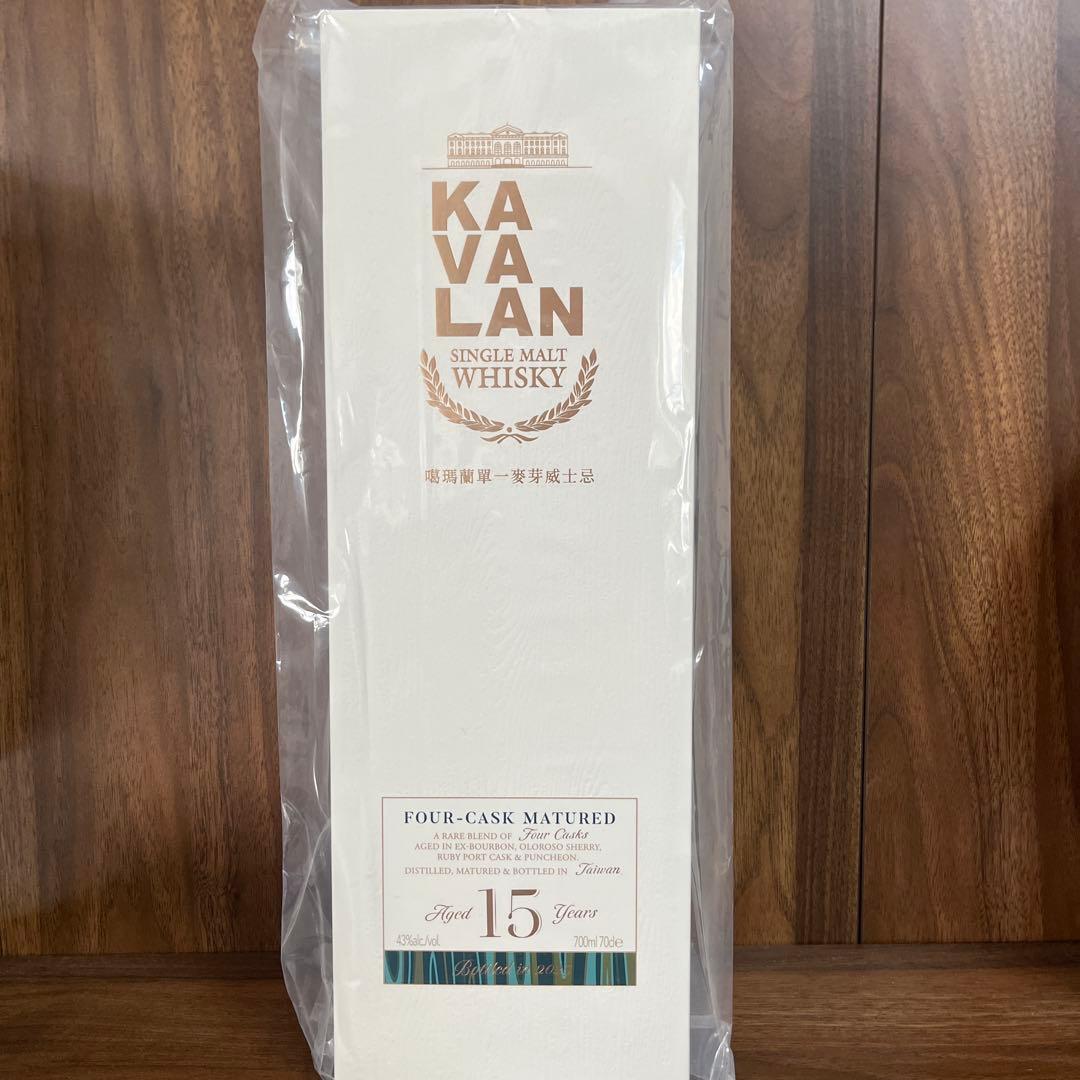 KA
VA
LAN
SINGLE MALT
WHISKY
噶瑪蘭單一麥芽威士忌
FOUR-CASK MATURED
A RARE BLEND OF Four Casks
AGED IN EX-BOURBON, OLOROSO SHERRY,
RUBY PORT CASK & PUNCHEON.
DISTILLED, MATURED & BOTTLED IN Taiwan
Aged 15 Years
43%alc./vol. 700ml 70cl e
Bottled in